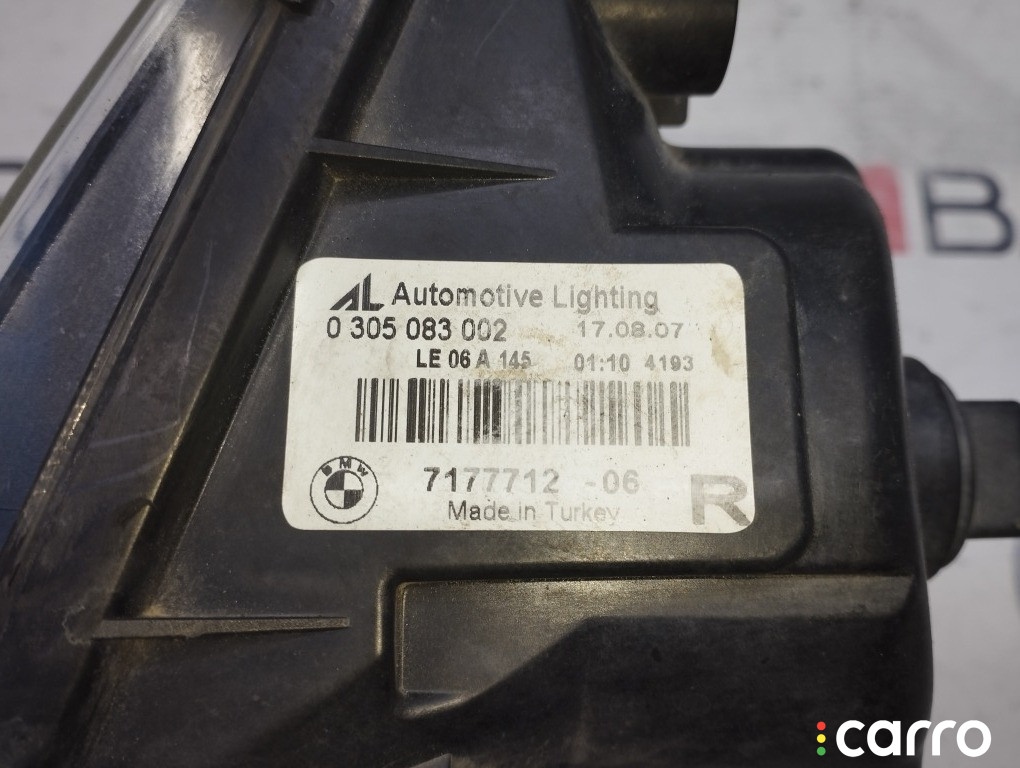 B
AL Automotive Lighting
0 305 083 002 17.08.07
LE 06 A 145 01:10 4193
BMW
7177712 -06 R
Made in Turkey
carro